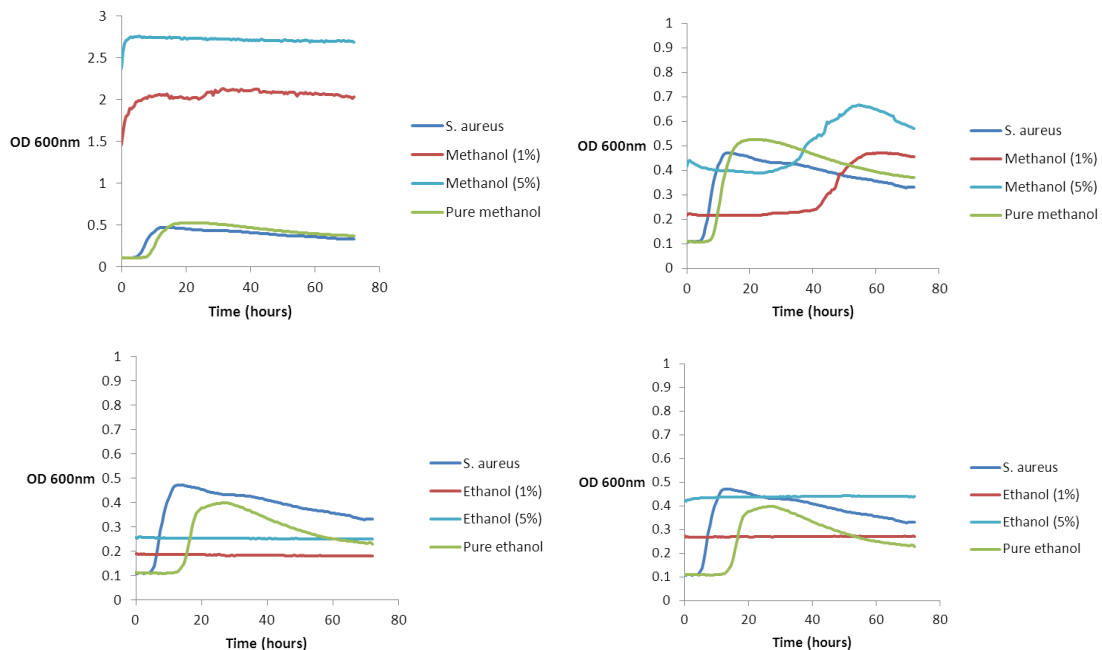 3
2.5
2
1.5
1
0.5
0
OD 600nm
0 20 40 60 80
Time (hours)
S. aureus
Methanol (1%)
Methanol (5%)
Pure methanol
1
0.9
0.8
0.7
0.6
0.5
0.4
0.3
0.2
0.1
0
OD 600nm
0 20 40 60 80
Time (hours)
S. aureus
Methanol (1%)
Methanol (5%)
Pure methanol
1
0.9
0.8
0.7
0.6
0.5
0.4
0.3
0.2
0.1
0
OD 600nm
0 20 40 60 80
Time (hours)
S. aureus
Ethanol (1%)
Ethanol (5%)
Pure ethanol
1
0.9
0.8
0.7
0.6
0.5
0.4
0.3
0.2
0.1
0
OD 600nm
0 20 40 60 80
Time (hours)
S. aureus
Ethanol (1%)
Ethanol (5%)
Pure ethanol